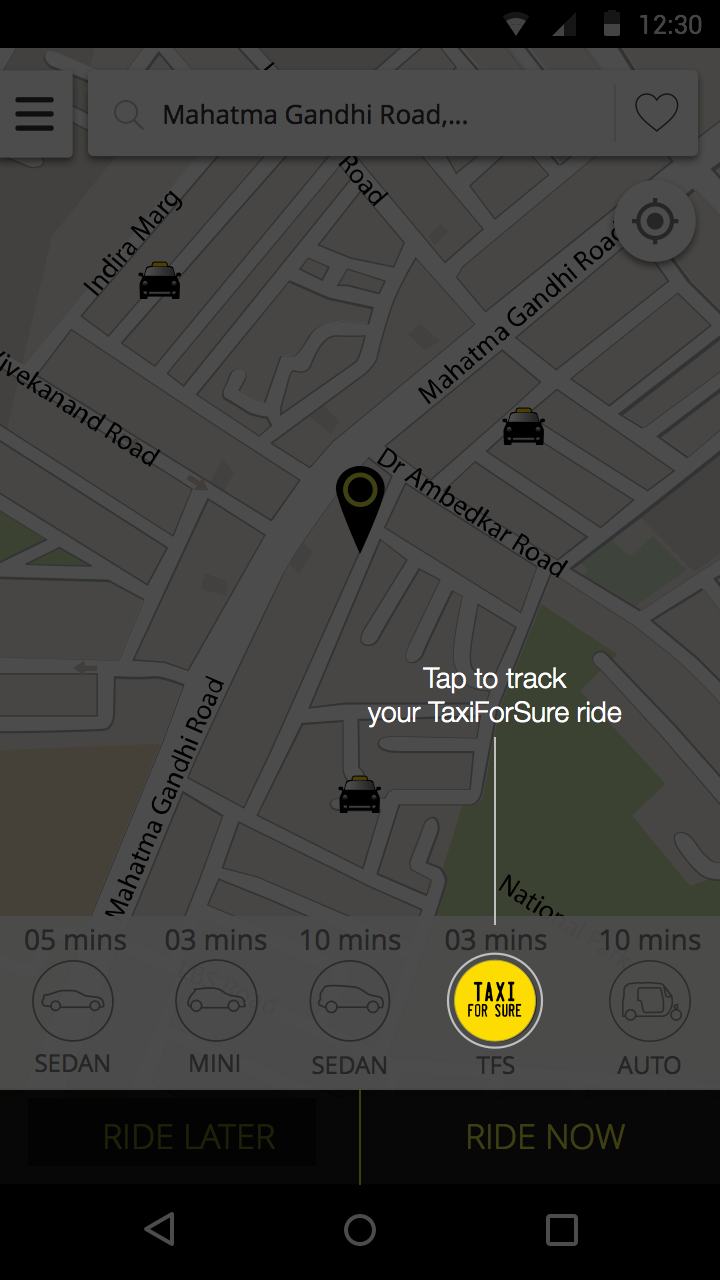 12:30
Mahatma Gandhi Road,...
Road
Indira Marg
Mahatma Gandhi Road
Vivekanand Road
Dr Ambedkar Road
Tap to track
your TaxiForSure ride
Mahatma Gandhi Road
National Park
05 mins
03 mins
10 mins
03 mins
10 mins
TAXI
FOR SURE
SEDAN
MINI
SEDAN
TFS
AUTO
RIDE LATER
RIDE NOW